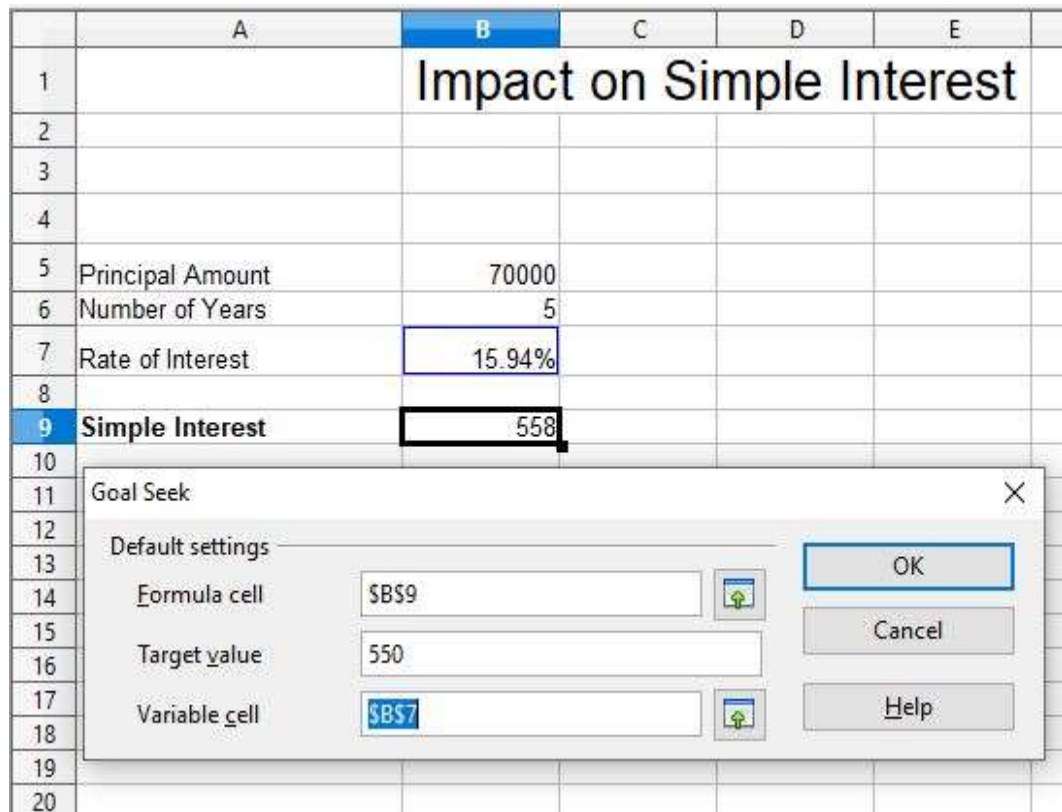 A B C D E
1 Impact on Simple Interest
2
3
4
5 Principal Amount 70000
6 Number of Years 5
7 Rate of Interest 15.94%
8
9 Simple Interest 558
10
11 Goal Seek
12 Default settings
13 OK
14 Formula cell $B$9
15 Cancel
16 Target value 550
17 Variable cell $B$7 Help
18
19
20